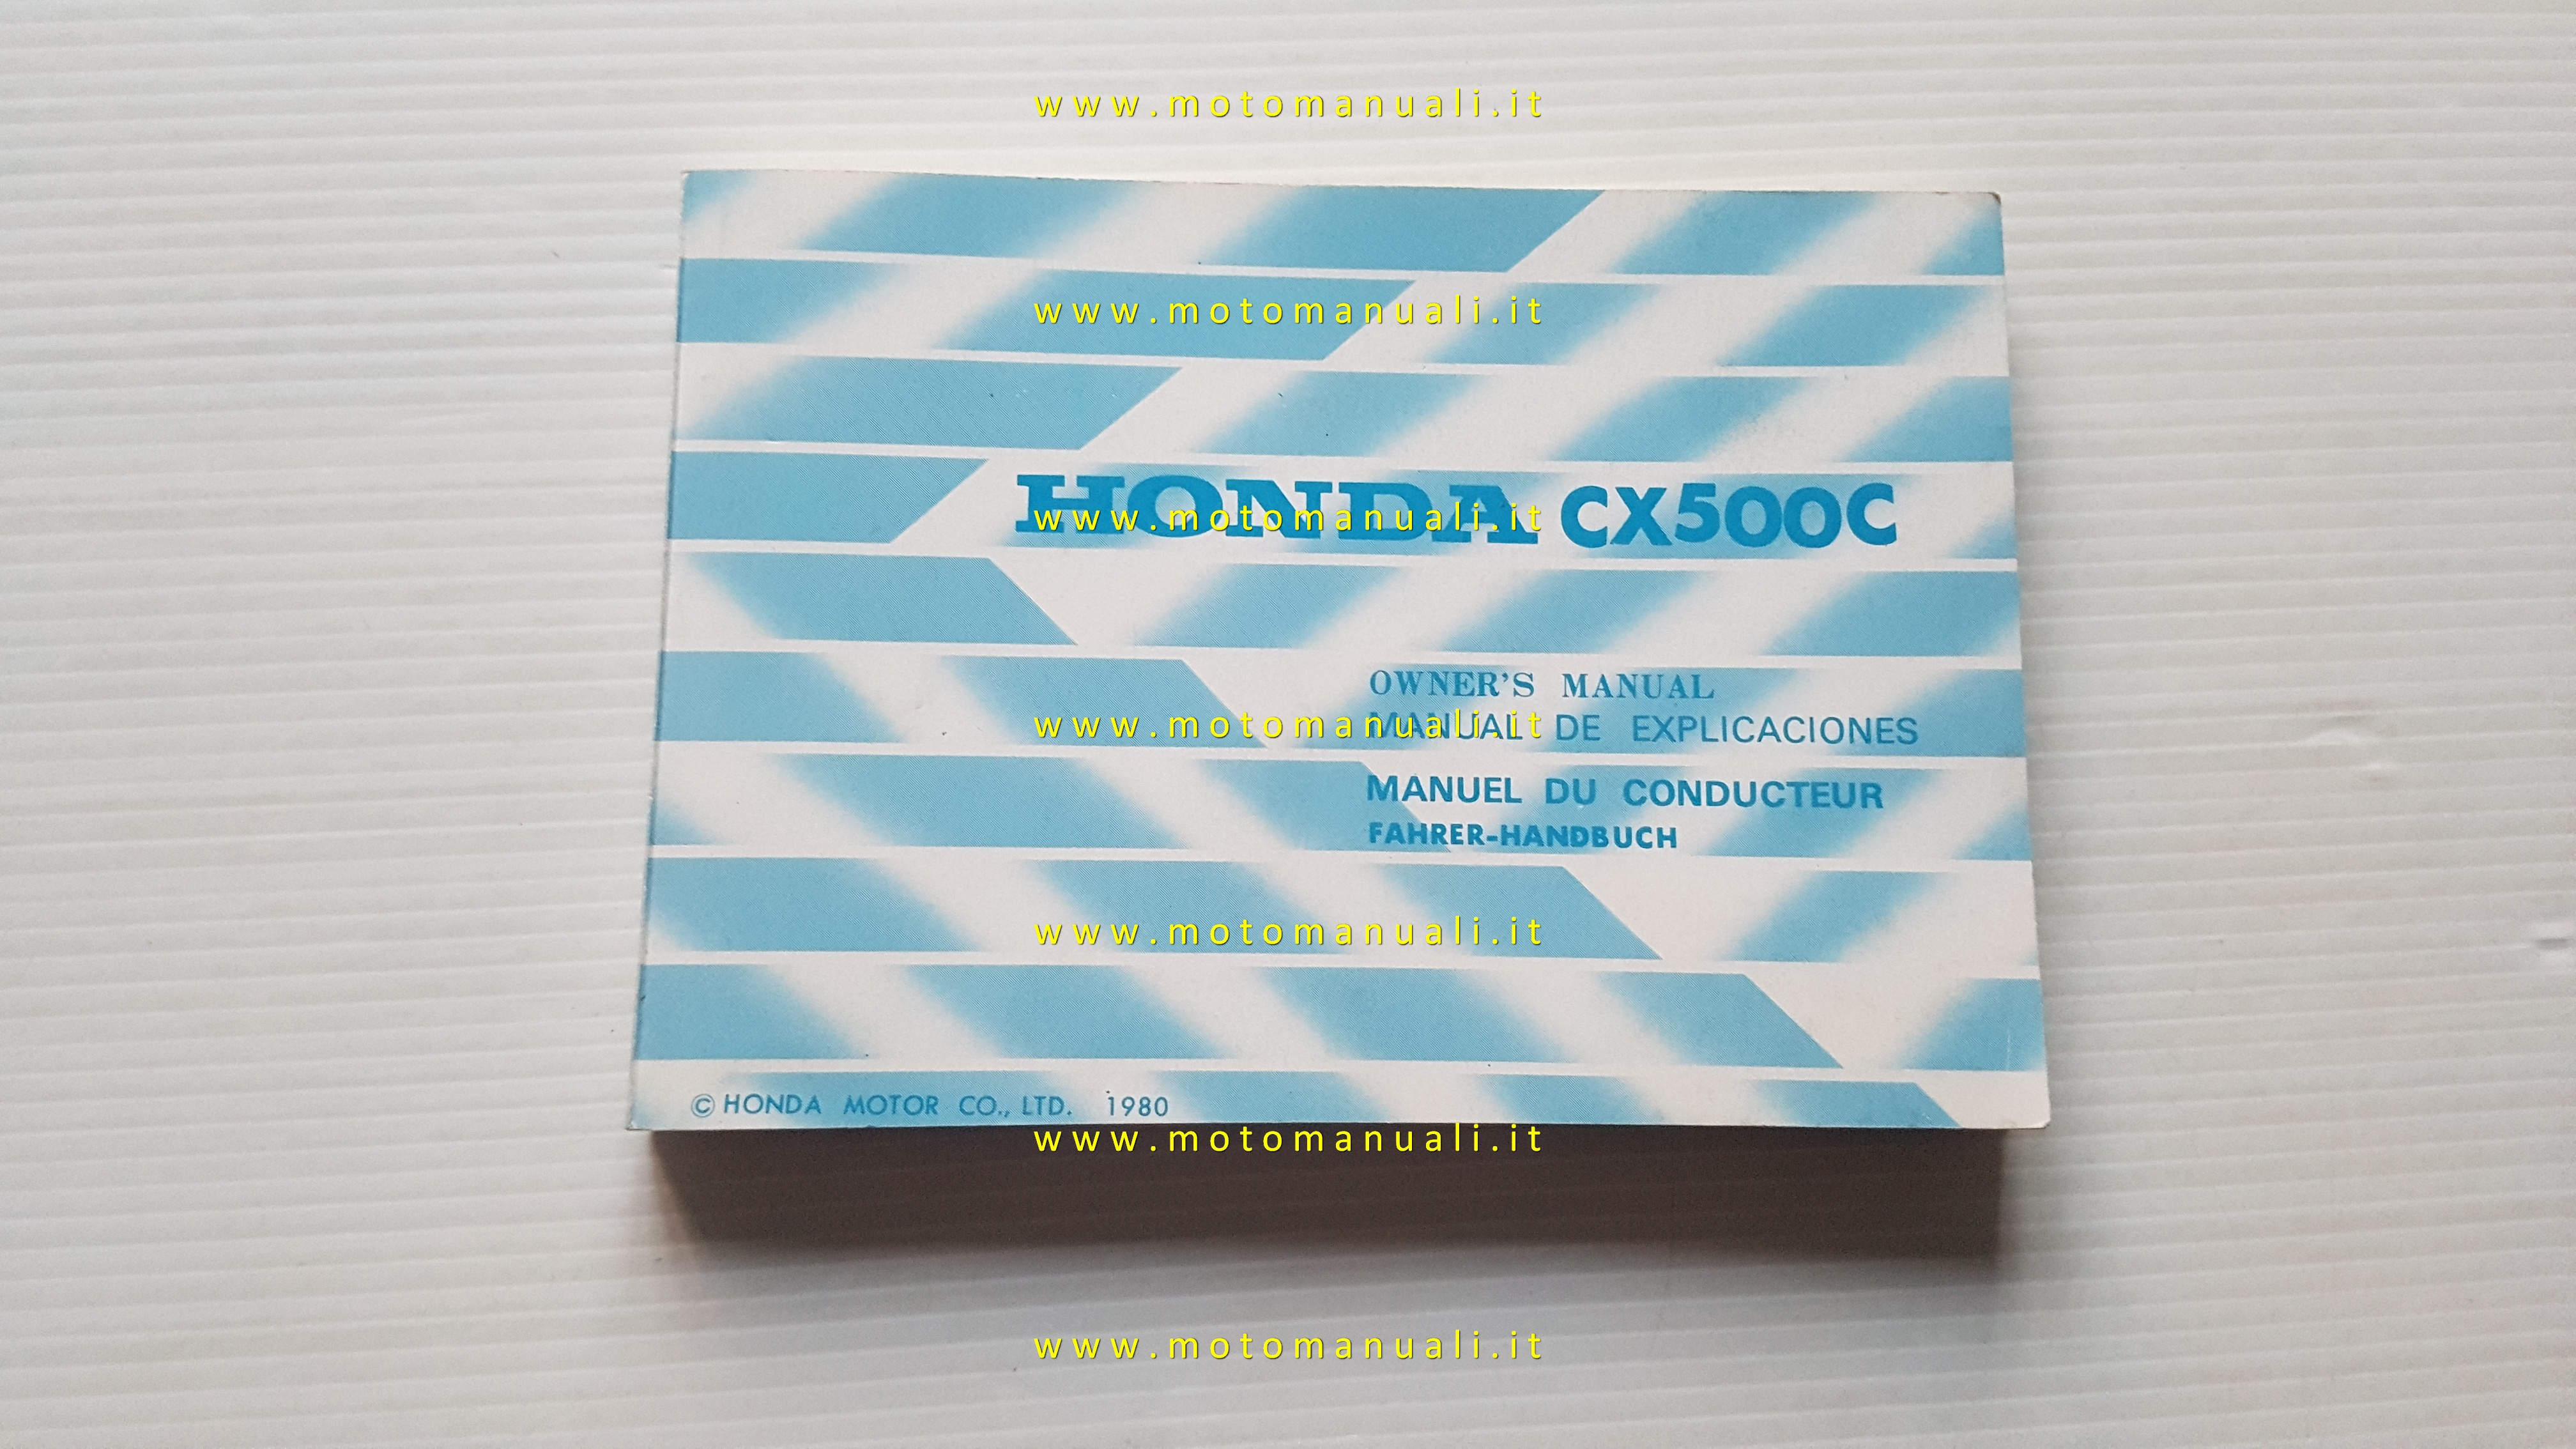 www.motomanuali.it
www.motomanuali.it
HONDA CX500C
www.motomanuali.it
OWNER'S MANUAL
MANUAL DE EXPLICACIONES
www.motomanuali.it
MANUEL DU CONDUCTEUR
FAHRER-HANDBUCH
www.motomanuali.it
© HONDA MOTOR CO., LTD. 1980
www.motomanuali.it
www.motomanuali.it